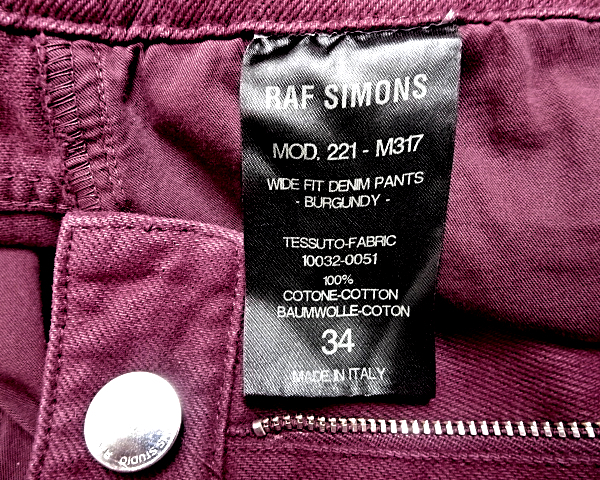 RAF SIMONS
MOD. 221 - M317
WIDE FIT DENIM PANTS
- BURGUNDY -
TESSUTO-FABRIC
10032-0051
100%
COTONE-COTTON
BAUMWOLLE-COTON
34
MADE IN ITALY
STUDIO